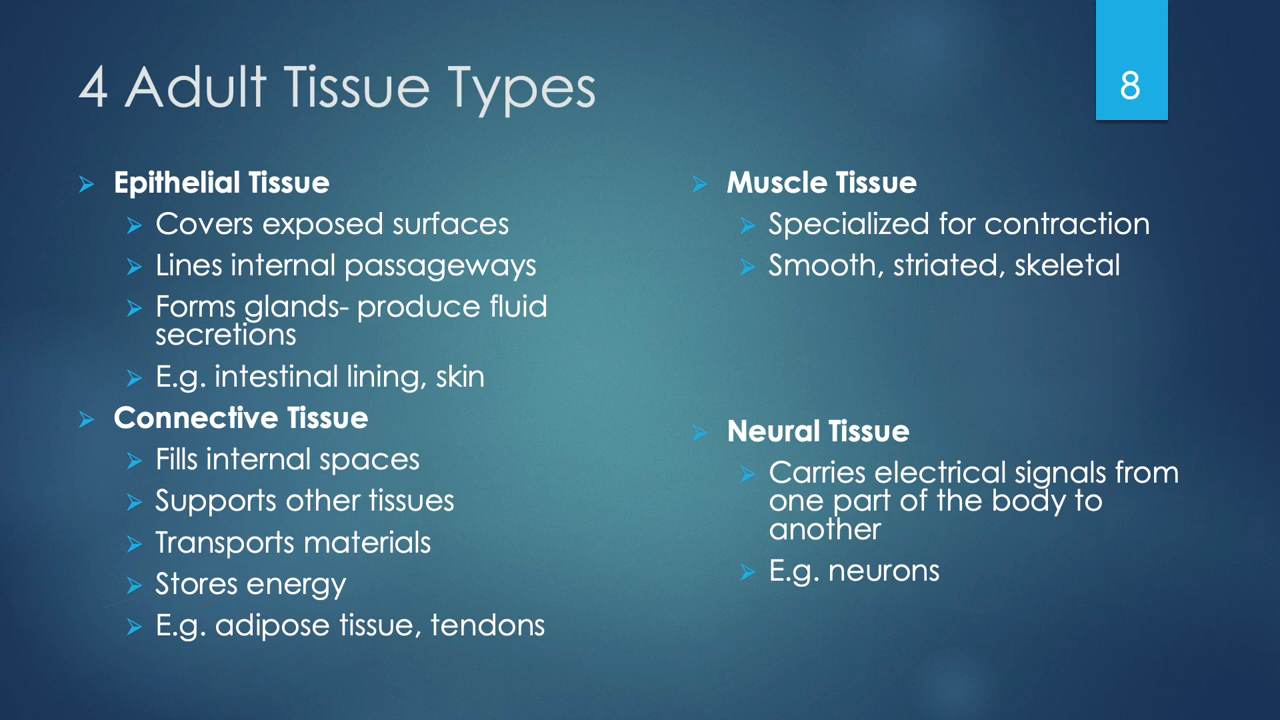 4 Adult Tissue Types
8
Epithelial Tissue
Covers exposed surfaces
Lines internal passageways
Forms glands- produce fluid
secretions
E.g. intestinal lining, skin
Connective Tissue
Fills internal spaces
Supports other tissues
Transports materials
Stores energy
E.g. adipose tissue, tendons
Muscle Tissue
Specialized for contraction
Smooth, striated, skeletal
Neural Tissue
Carries electrical signals from
one part of the body to
another
E.g. neurons